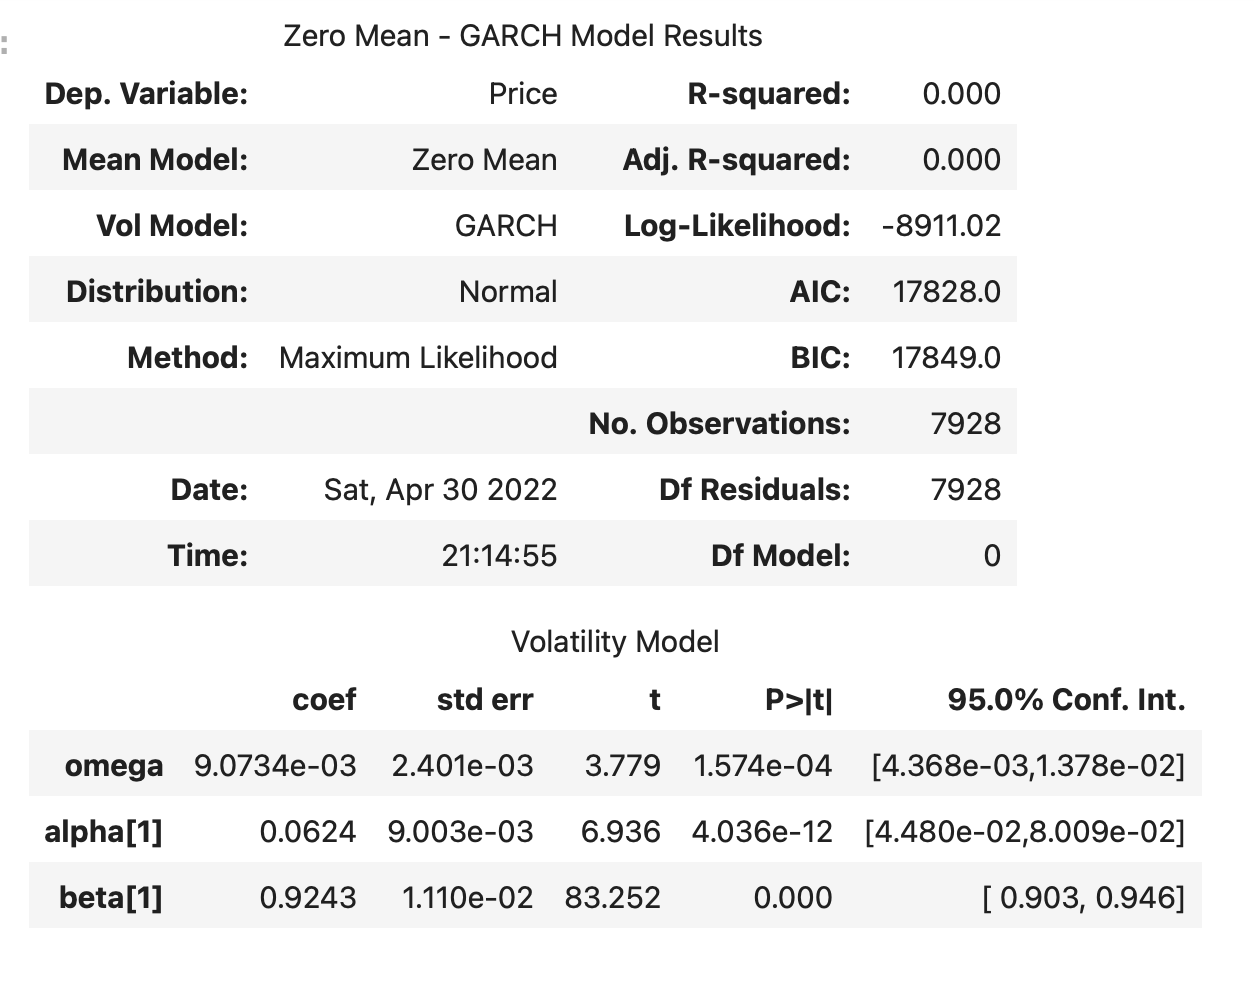 :
Zero Mean - GARCH Model Results
Dep. Variable: Price R-squared: 0.000
Mean Model: Zero Mean Adj. R-squared: 0.000
Vol Model: GARCH Log-Likelihood: -8911.02
Distribution: Normal AIC: 17828.0
Method: Maximum Likelihood BIC: 17849.0
No. Observations: 7928
Date: Sat, Apr 30 2022 Df Residuals: 7928
Time: 21:14:55 Df Model: 0
Volatility Model
coef std err t P>|t| 95.0% Conf. Int.
omega 9.0734e-03 2.401e-03 3.779 1.574e-04 [4.368e-03,1.378e-02]
alpha[1] 0.0624 9.003e-03 6.936 4.036e-12 [4.480e-02,8.009e-02]
beta[1] 0.9243 1.110e-02 83.252 0.000 [ 0.903, 0.946]